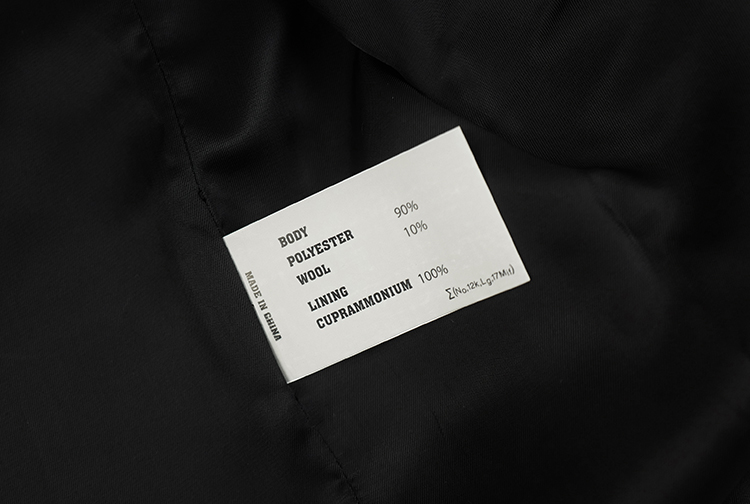 BODY
POLYESTER 90%
WOOL 10%
LINING
CUPRAMMONIUM 100%
MADE IN CHINA